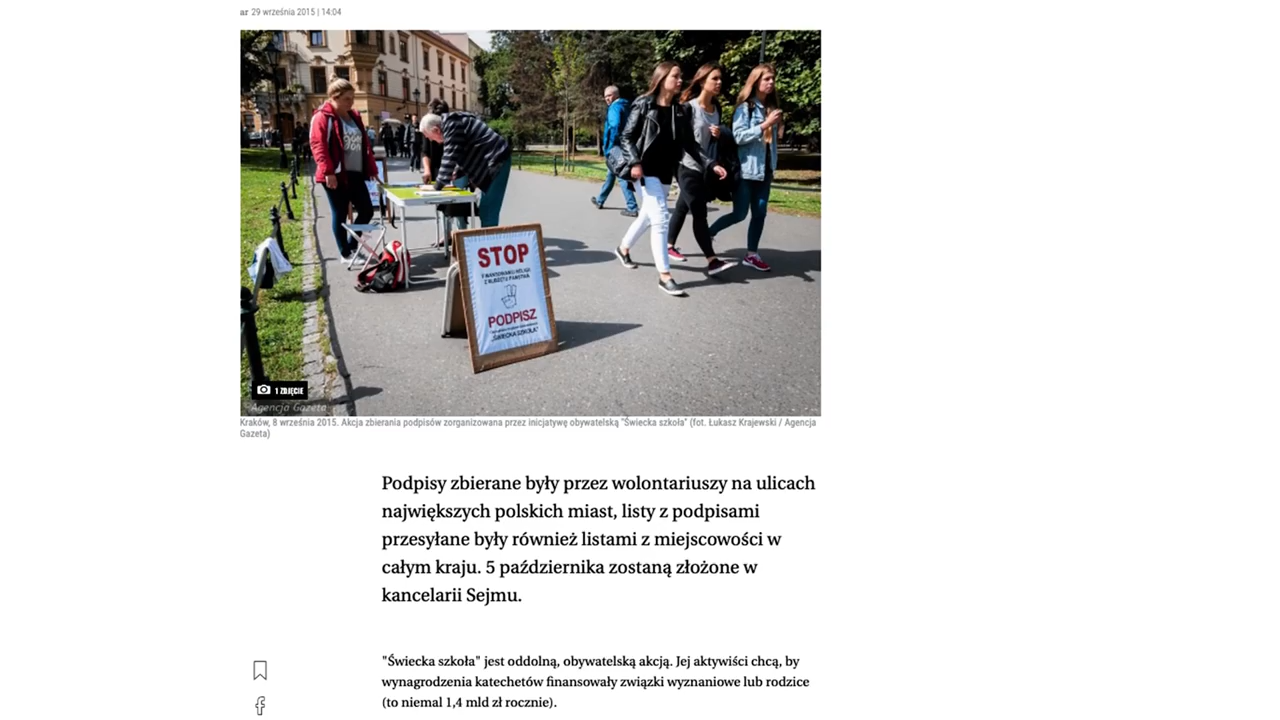 ar 29 września 2015 | 14:04
STOP
Z BUDŻETU PAŃSTWA
PODPISZ
"ŚWIECKA SZKOŁA"
1 ZDJĘCIE
Agencja Gazeta
Kraków, 8 września 2015. Akcja zbierania podpisów zorganizowana przez inicjatywę obywatelską "Świecka szkoła" (fot. Łukasz Krajewski / Agencja
Gazeta)
Podpisy zbierane były przez wolontariuszy na ulicach
największych polskich miast, listy z podpisami
przesyłane były również listami z miejscowości w
całym kraju. 5 października zostaną złożone w
kancelarii Sejmu.
"Świecka szkoła" jest oddolną, obywatelską akcją. Jej aktywiści chcą, by
wynagrodzenia katechetów finansowały związki wyznaniowe lub rodzice
(to niemal 1,4 mld zł rocznie).